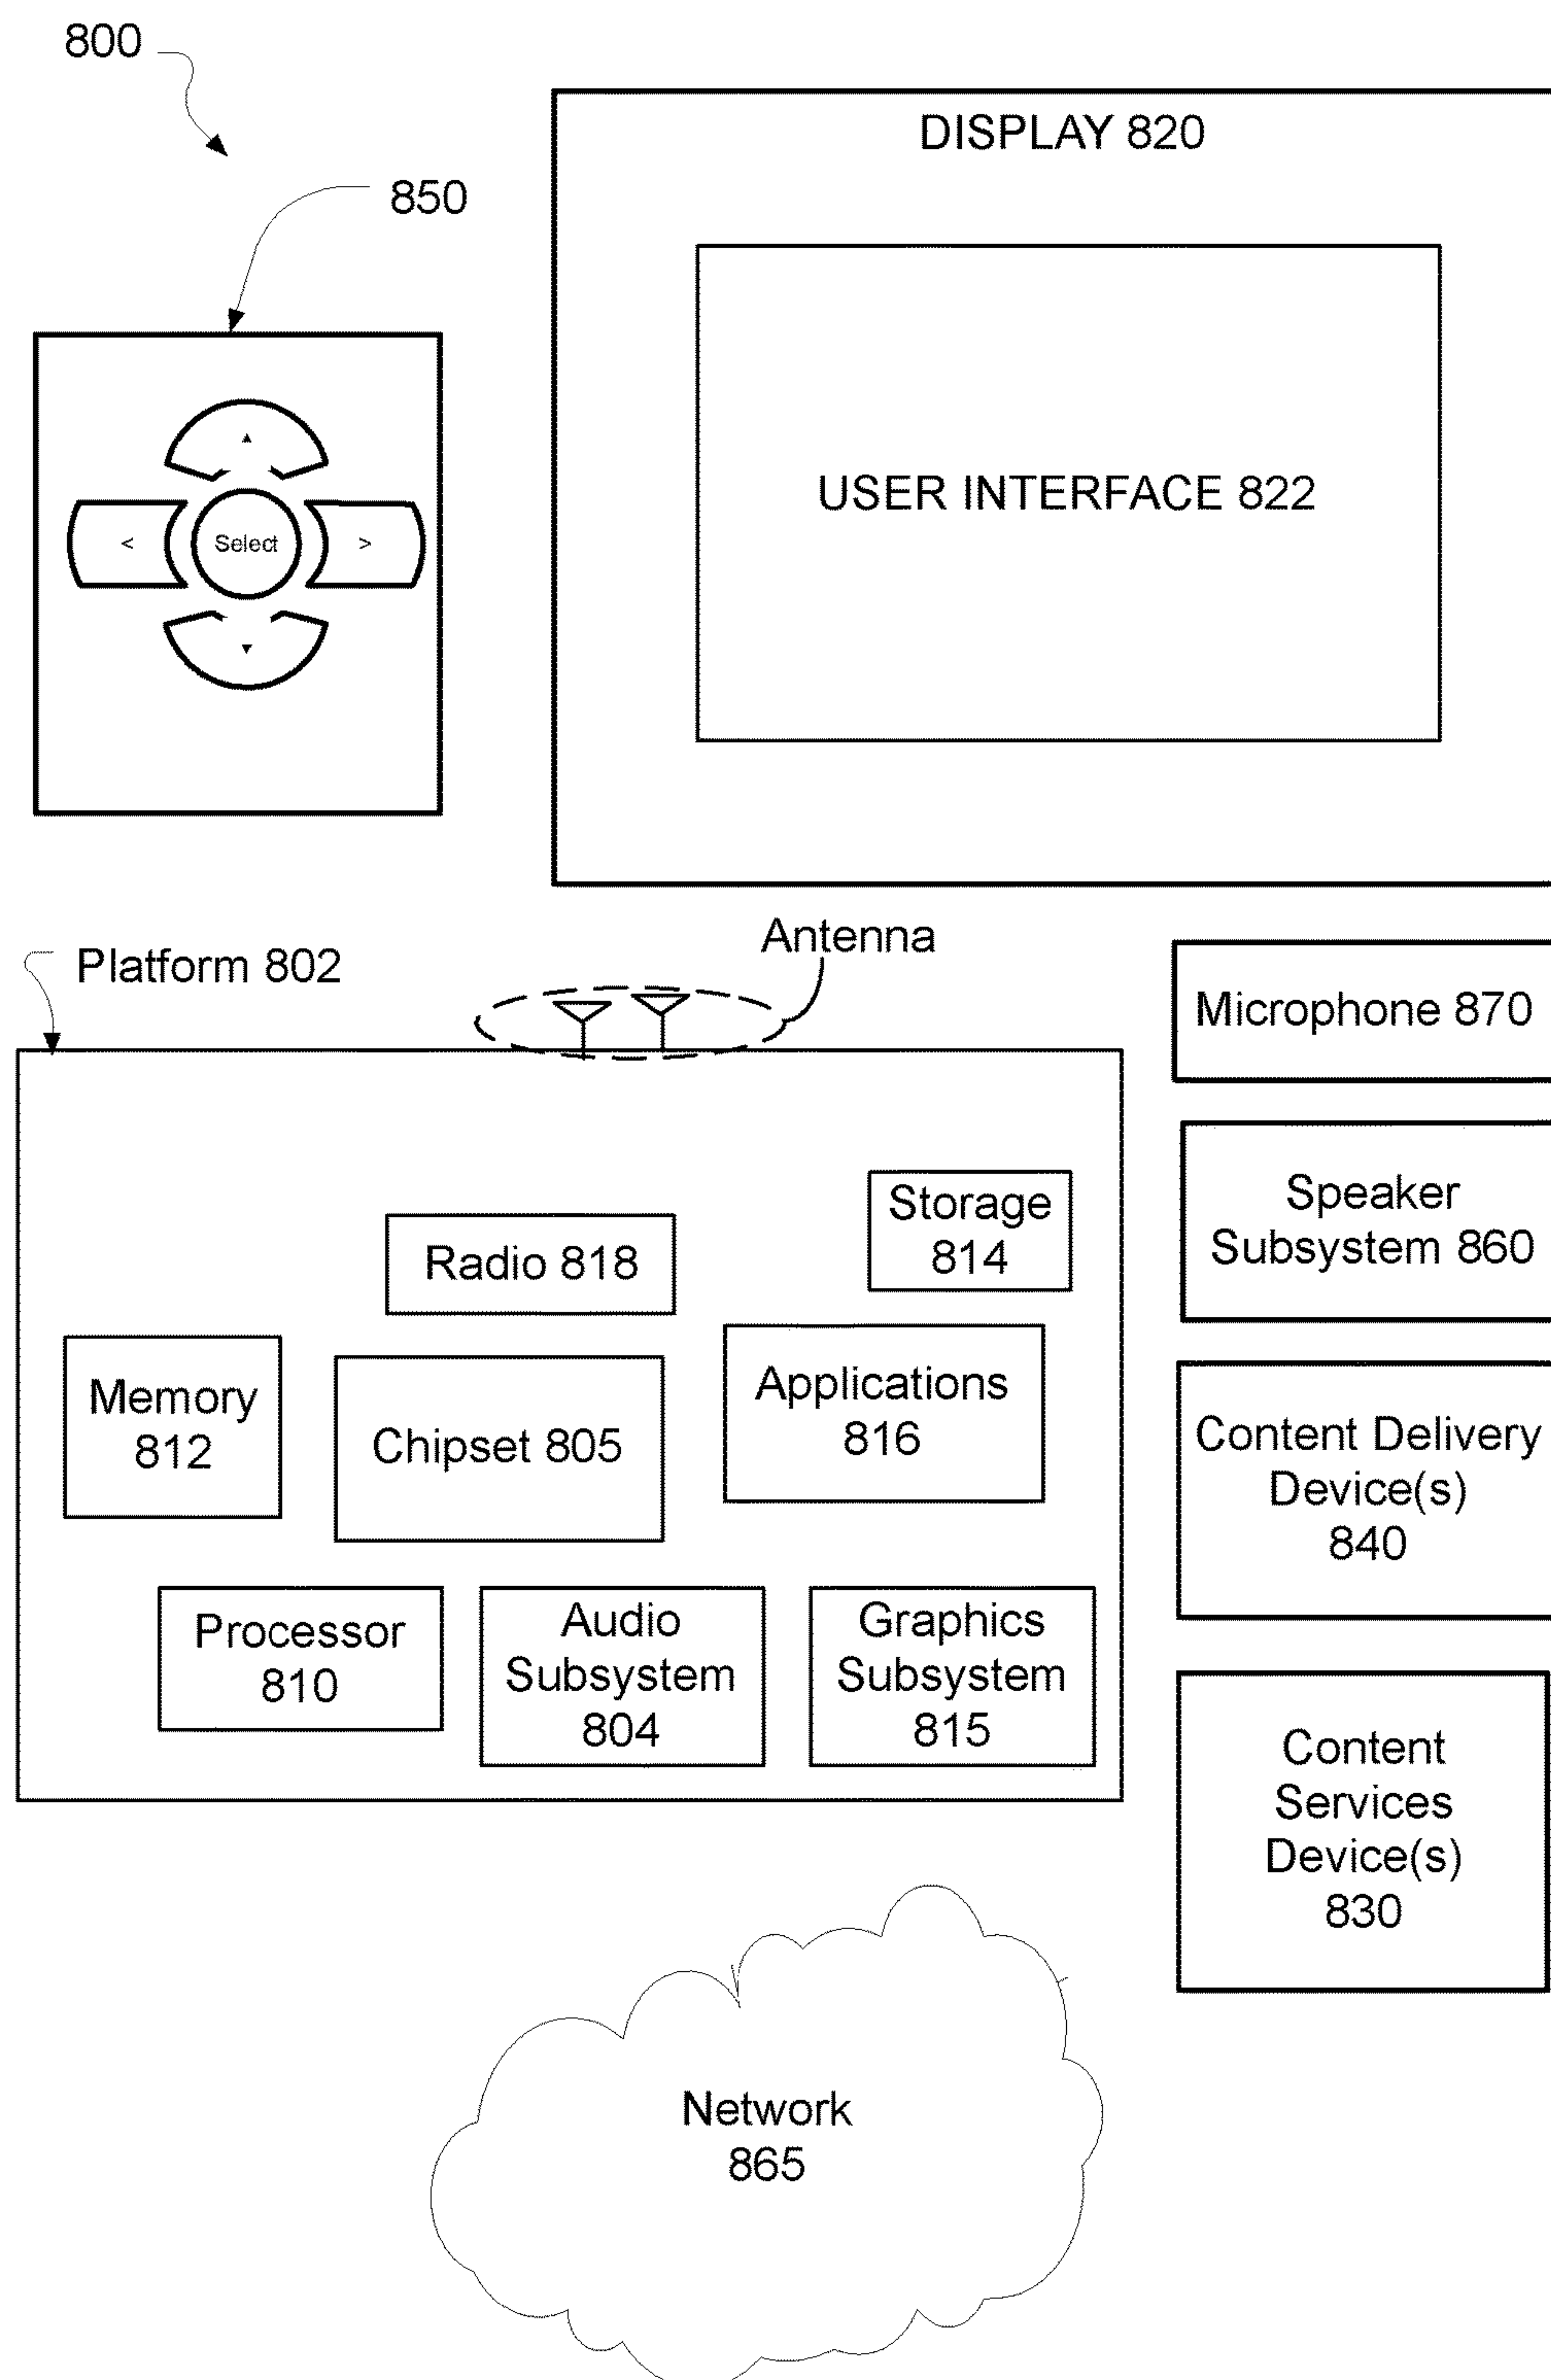 800
850
DISPLAY 820
USER INTERFACE 822
<
Select
>
Antenna
Platform 802
Microphone 870
Speaker
Subsystem 860
Storage
814
Radio 818
Memory
812
Chipset 805
Applications
816
Content Delivery
Device(s)
840
Processor
810
Audio
Subsystem
804
Graphics
Subsystem
815
Content
Services
Device(s)
830
Network
865